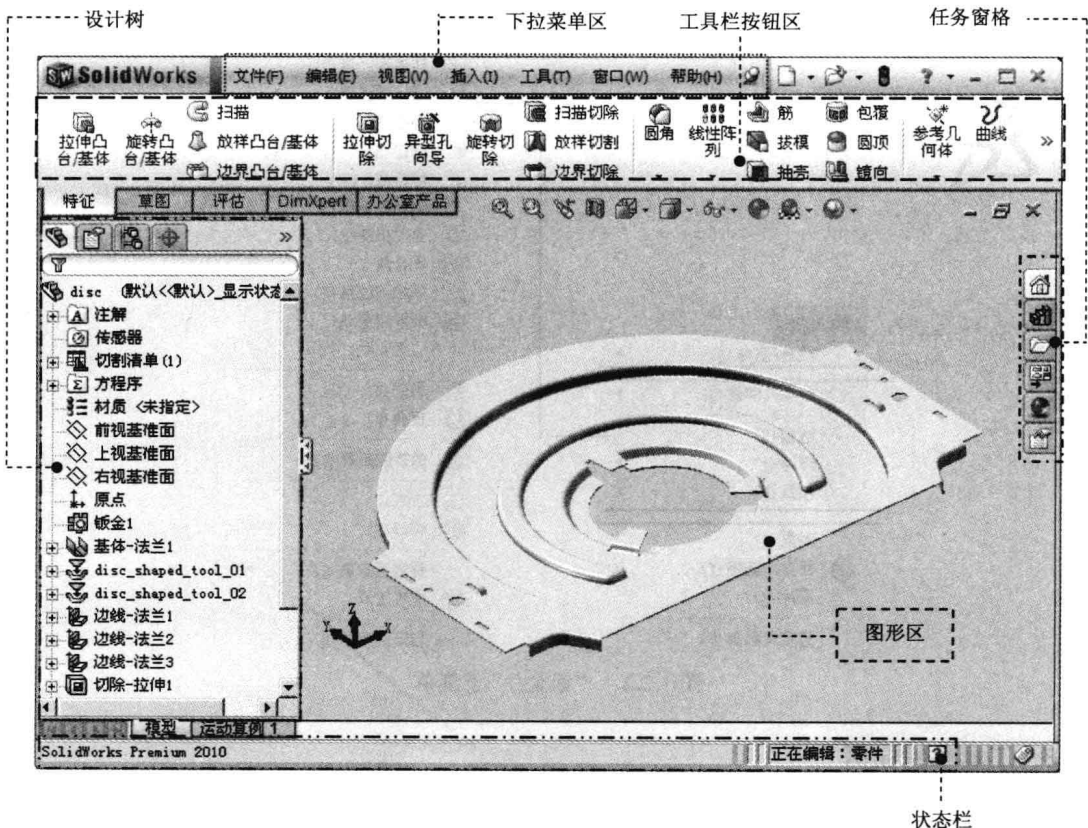 设计树
下拉菜单区
工具栏按钮区
任务窗格
SolidWorks
文件(F) 编辑(E) 视图(V) 插入(I) 工具(T) 窗口(W) 帮助(H)
拉伸凸台/基体
旋转凸台/基体
扫描
放样凸台/基体
边界凸台/基体
拉伸切除
异型孔向导
旋转切除
扫描切除
放样切割
边界切除
圆角
线性阵列
筋
拔模
抽壳
包覆
圆顶
镜向
参考几何体
曲线
特征 草图 评估 DimXpert 办公室产品
disc (默认<<默认>_显示状态
注解
传感器
切割清单(1)
方程序
材质 <未指定>
前视基准面
上视基准面
右视基准面
原点
钣金1
基体-法兰1
disc_shaped_tool_01
disc_shaped_tool_02
边线-法兰1
边线-法兰2
边线-法兰3
切除-拉伸1
Z
图形区
模型 运动算例 1
SolidWorks Premium 2010
正在编辑：零件
状态栏